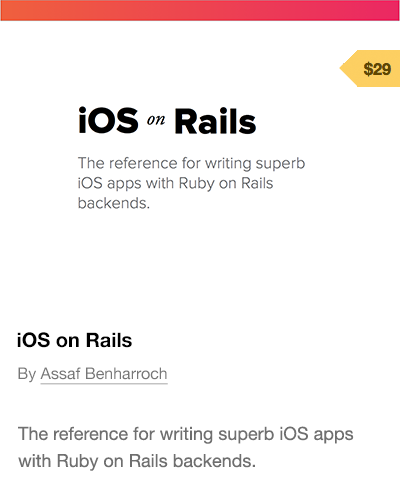 $29
iOS on Rails
The reference for writing superb
iOS apps with Ruby on Rails
backends.
iOS on Rails
By Assaf Benharroch
The reference for writing superb iOS apps
with Ruby on Rails backends.